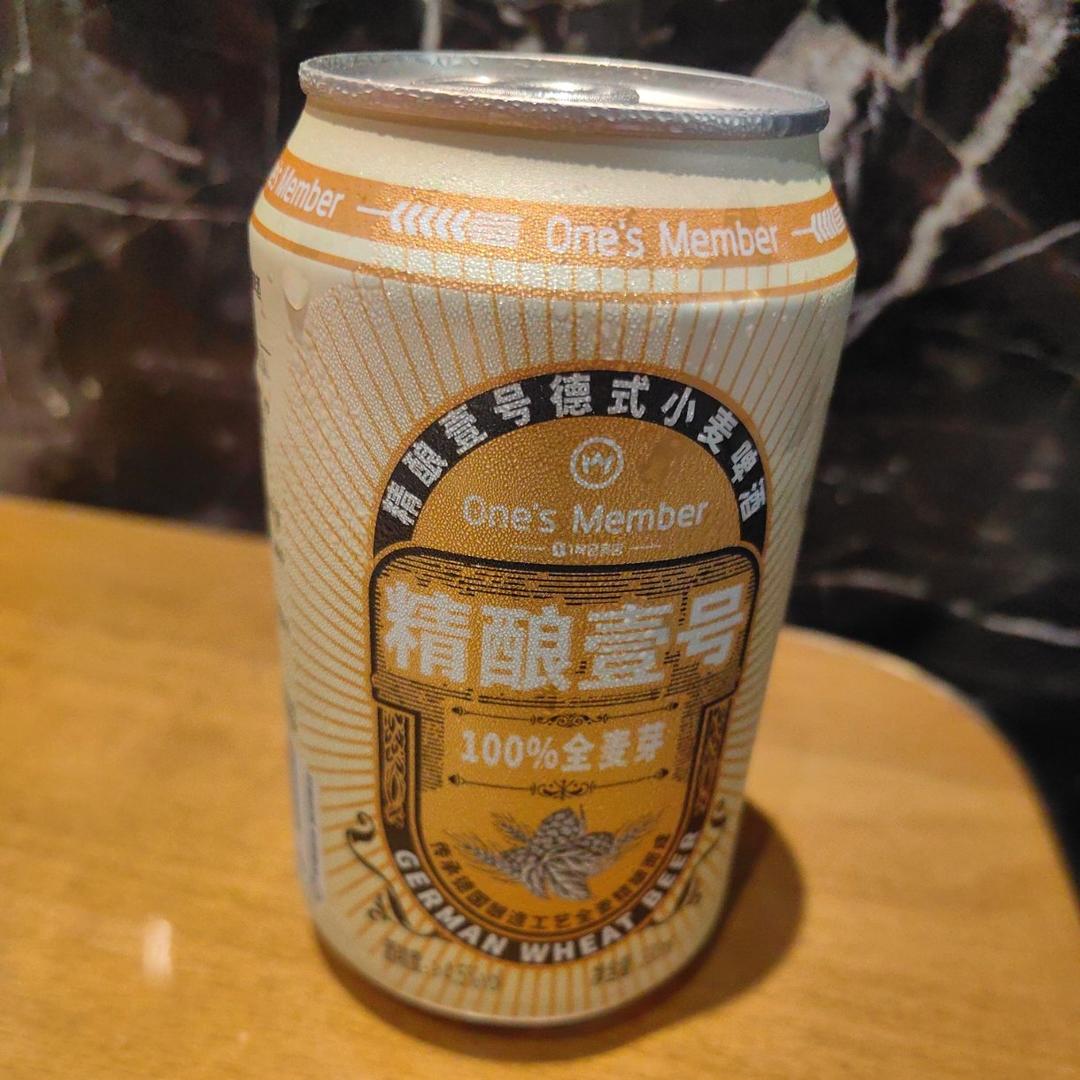 Member One's Member
精酿壹号德式小麦啤酒
One's Member
精酿壹号
100%全麦芽
GERMAN WHEAT BEER